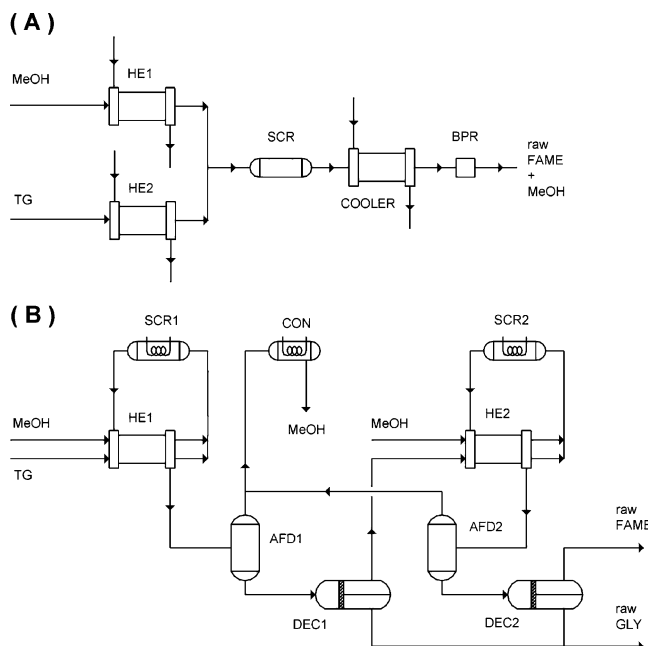 ( A )
HE1
MeOH
SCR
BPR
raw
FAME
+
MeOH
HE2
TG
COOLER
( B )
SCR1
CON
SCR2
HE1
HE2
MeOH
MeOH
MeOH
TG
raw
FAME
AFD1
AFD2
raw
GLY
DEC1
DEC2